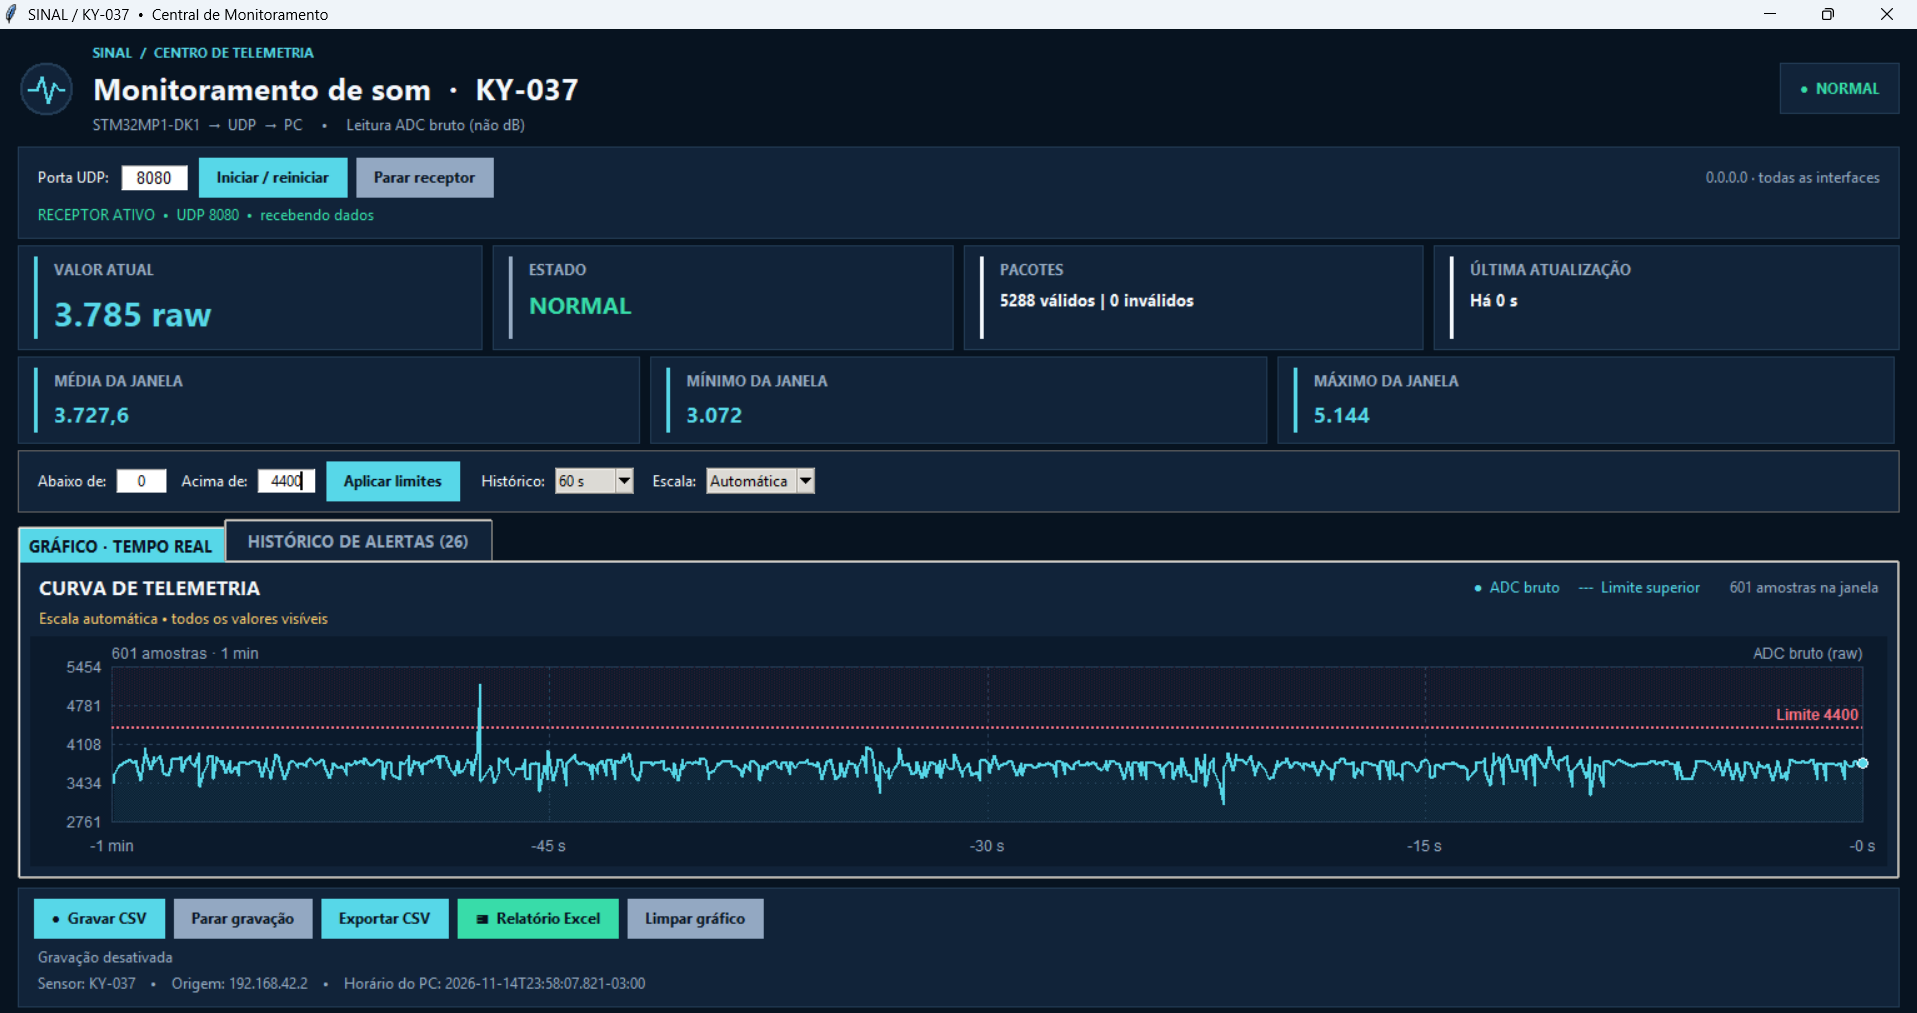 SINAL / KY-037 • Central de Monitoramento
SINAL / CENTRO DE TELEMETRIA
Monitoramento de som · KY-037
STM32MP1-DK1 → UDP → PC • Leitura ADC bruto (não dB)
• NORMAL
Porta UDP: 8080 Iniciar / reiniciar Parar receptor 0.0.0.0 · todas as interfaces
RECEPTOR ATIVO • UDP 8080 • recebendo dados
VALOR ATUAL
3.785 raw
ESTADO
NORMAL
PACOTES
5288 válidos | 0 inválidos
ÚLTIMA ATUALIZAÇÃO
Há 0 s
MÉDIA DA JANELA
3.727,6
MÍNIMO DA JANELA
3.072
MÁXIMO DA JANELA
5.144
Abaixo de: 0 Acima de: 4400 Aplicar limites Histórico: 60 s Escala: Automática
GRÁFICO · TEMPO REAL HISTÓRICO DE ALERTAS (26)
CURVA DE TELEMETRIA • ADC bruto --- Limite superior 601 amostras na janela
Escala automática • todos os valores visíveis
601 amostras · 1 min ADC bruto (raw)
5454
4781
Limite 4400
4108
3434
2761
-1 min -45 s -30 s -15 s -0 s
• Gravar CSV Parar gravação Exportar CSV Relatório Excel Limpar gráfico
Gravação desativada
Sensor: KY-037 • Origem: 192.168.42.2 • Horário do PC: 2026-11-14T23:58:07.821-03:00